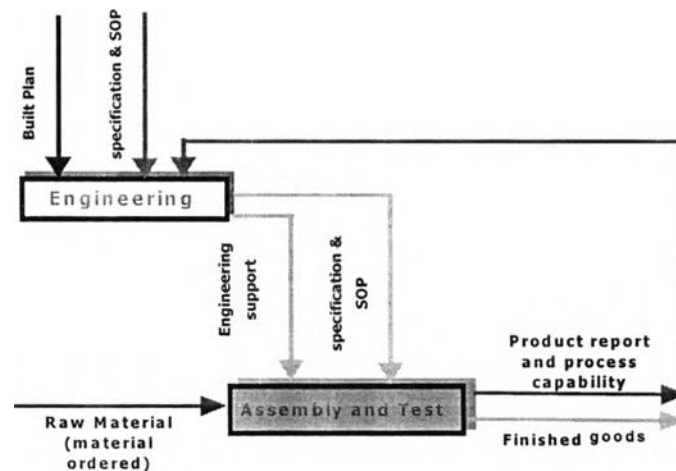 Built Plan
specification & SOP
Engineering
Engineering
support
specification &
SOP
Product report
and process
capability
Assembly and Test
Raw Material
(material
ordered)
Finished goods